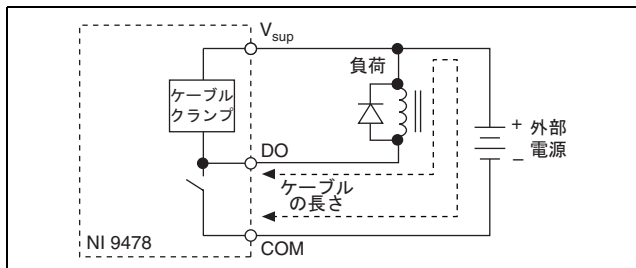 Vsup
負荷
ケーブル
クランプ
+ 外部
− 電源
DO
ケーブル
の長さ
NI 9478
COM